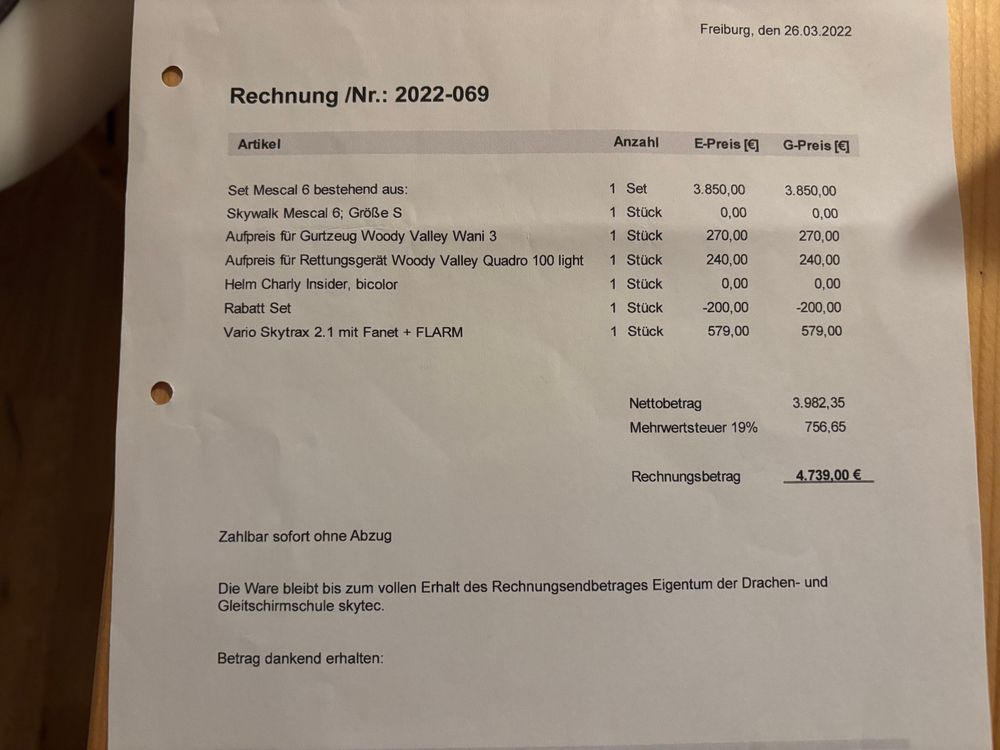 Freiburg, den 26.03.2022
Rechnung /Nr.: 2022-069
Artikel Anzahl E-Preis [€] G-Preis [€]
Set Mescal 6 bestehend aus: 1 Set 3.850,00 3.850,00
Skywalk Mescal 6; Größe S 1 Stück 0,00 0,00
Aufpreis für Gurtzeug Woody Valley Wani 3 1 Stück 270,00 270,00
Aufpreis für Rettungsgerät Woody Valley Quadro 100 light 1 Stück 240,00 240,00
Helm Charly Insider, bicolor 1 Stück 0,00 0,00
Rabatt Set 1 Stück -200,00 -200,00
Vario Skytrax 2.1 mit Fanet + FLARM 1 Stück 579,00 579,00
Nettobetrag 3.982,35
Mehrwertsteuer 19% 756,65
Rechnungsbetrag 4.739,00 €
Zahlbar sofort ohne Abzug
Die Ware bleibt bis zum vollen Erhalt des Rechnungsendbetrages Eigentum der Drachen- und
Gleitschirmschule skytec.
Betrag dankend erhalten: